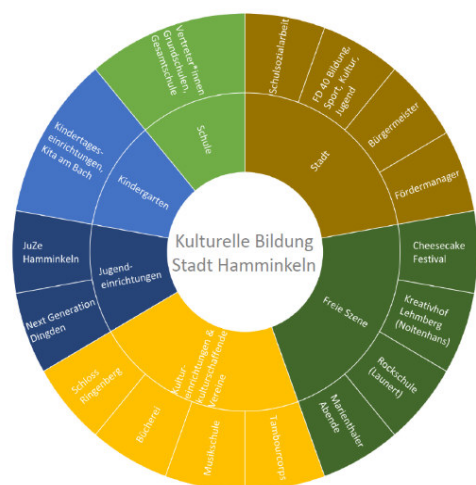 Kulturelle Bildung
Stadt Hamminkeln
Stadt
Schulsozialarbeit
FD 40 Bildung,
Sport, Kultur,
Jugend
Bürgermeister
Fördermanager
Freie Szene
Cheesecake
Festival
Kreativhof
Lehmberg
(Noltenhans)
Rockschule
(Launert)
Marienthaler
Abende
Kultur-
einrichtungen &
kulturschaffende
Vereine
Tambourcorps
Musikschule
Bücherei
Schloss
Ringenberg
Jugend-
einrichtungen
Next Generation
Dingden
JuZe
Hamminkeln
Kindergarten
Kindertages-
einrichtungen,
Kita am Bach
Schule
Vertreter*innen
Grundschulen,
Gesamtschule